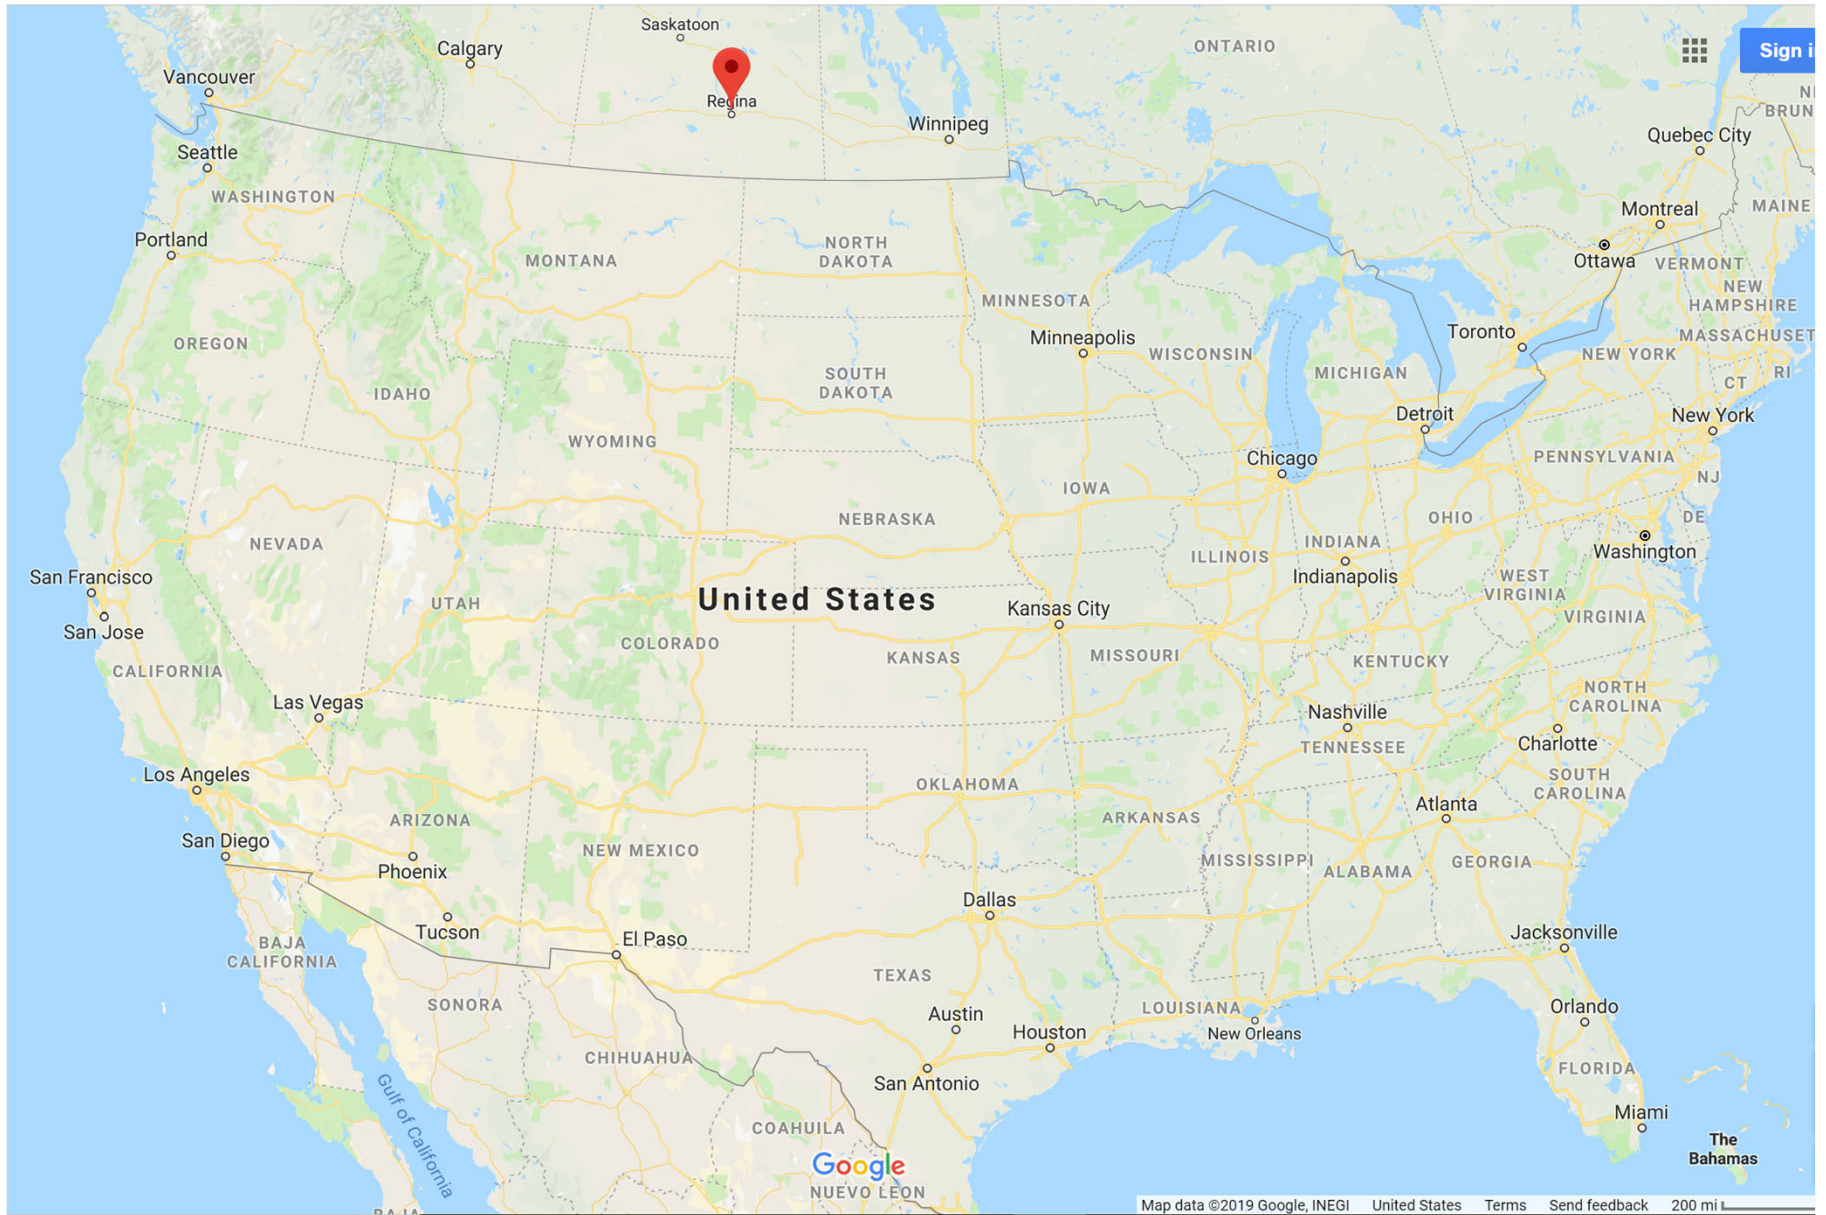 Saskatoon
Calgary
ONTARIO
Sign i
Vancouver
Regina
N
BRUN
Winnipeg
Quebec City
Seattle
WASHINGTON
Montreal
MAINE
Portland
NORTH
DAKOTA
MONTANA
Ottawa
VERMONT
NEW
HAMPSHIRE
MINNESOTA
Minneapolis
Toronto
MASSACHUSET
OREGON
WISCONSIN
NEW YORK
SOUTH
DAKOTA
MICHIGAN
CT
RI
IDAHO
Detroit
New York
WYOMING
Chicago
PENNSYLVANIA
NJ
IOWA
NEBRASKA
OHIO
DE
NEVADA
ILLINOIS
INDIANA
Washington
San Francisco
Indianapolis
WEST
VIRGINIA
UTAH
United States
Kansas City
VIRGINIA
San Jose
COLORADO
KANSAS
MISSOURI
KENTUCKY
CALIFORNIA
Las Vegas
NORTH
CAROLINA
Nashville
TENNESSEE
Charlotte
Los Angeles
OKLAHOMA
SOUTH
CAROLINA
ARIZONA
ARKANSAS
Atlanta
San Diego
NEW MEXICO
MISSISSIPPI
ALABAMA
GEORGIA
Phoenix
Dallas
Tucson
El Paso
Jacksonville
BAJA
CALIFORNIA
TEXAS
SONORA
Austin
LOUISIANA
Orlando
Houston
New Orleans
CHIHUAHUA
San Antonio
FLORIDA
Gulf of California
Miami
COAHUILA
The
Bahamas
Google
NUEVO LEON
BAJA
Map data ©2019 Google, INEGI United States Terms Send feedback 200 mi